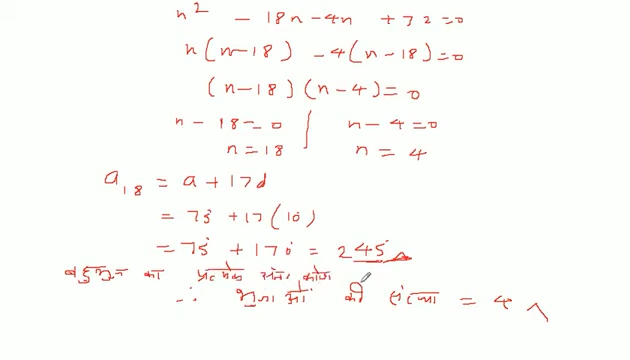 n² - 18n - 4n + 72 = 0
n(n-18) - 4(n-18) = 0
(n-18)(n-4) = 0
n - 18 = 0 / n - 4 = 0
n = 18 n = 4
a₁₈ = a + 17d
= 75 + 17(10)
= 75 + 170 = 245
बहुभुज का प्रत्येक अंतः कोण
∴ भुजाओं की संख्या = 4